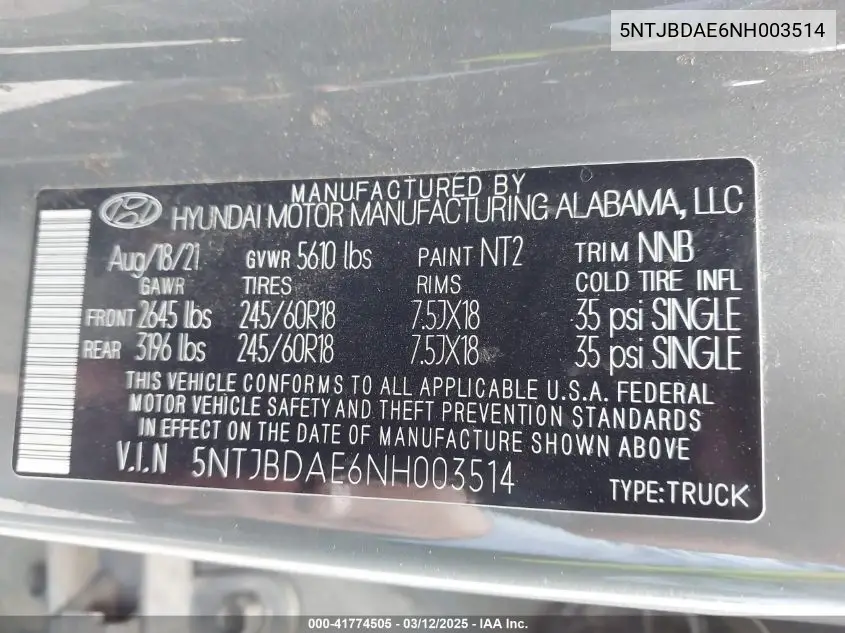 5NTJBDAE6NH003514
MANUFACTURED BY
HYUNDAI MOTOR MANUFACTURING ALABAMA, LLC
Aug/18/21 GVWR 5610 lbs PAINT NT2 TRIM NNB
GAWR TIRES RIMS COLD TIRE INFL
FRONT 2645 lbs 245/60R18 7.5JX18 35 psi SINGLE
REAR 3196 lbs 245/60R18 7.5JX18 35 psi SINGLE
THIS VEHICLE CONFORMS TO ALL APPLICABLE U.S.A. FEDERAL
MOTOR VEHICLE SAFETY AND THEFT PREVENTION STANDARDS
IN EFFECT ON THE DATE OF MANUFACTURE SHOWN ABOVE
V.I.N 5NTJBDAE6NH003514
TYPE:TRUCK
000-41774505 - 03/12/2025 - IAA Inc.